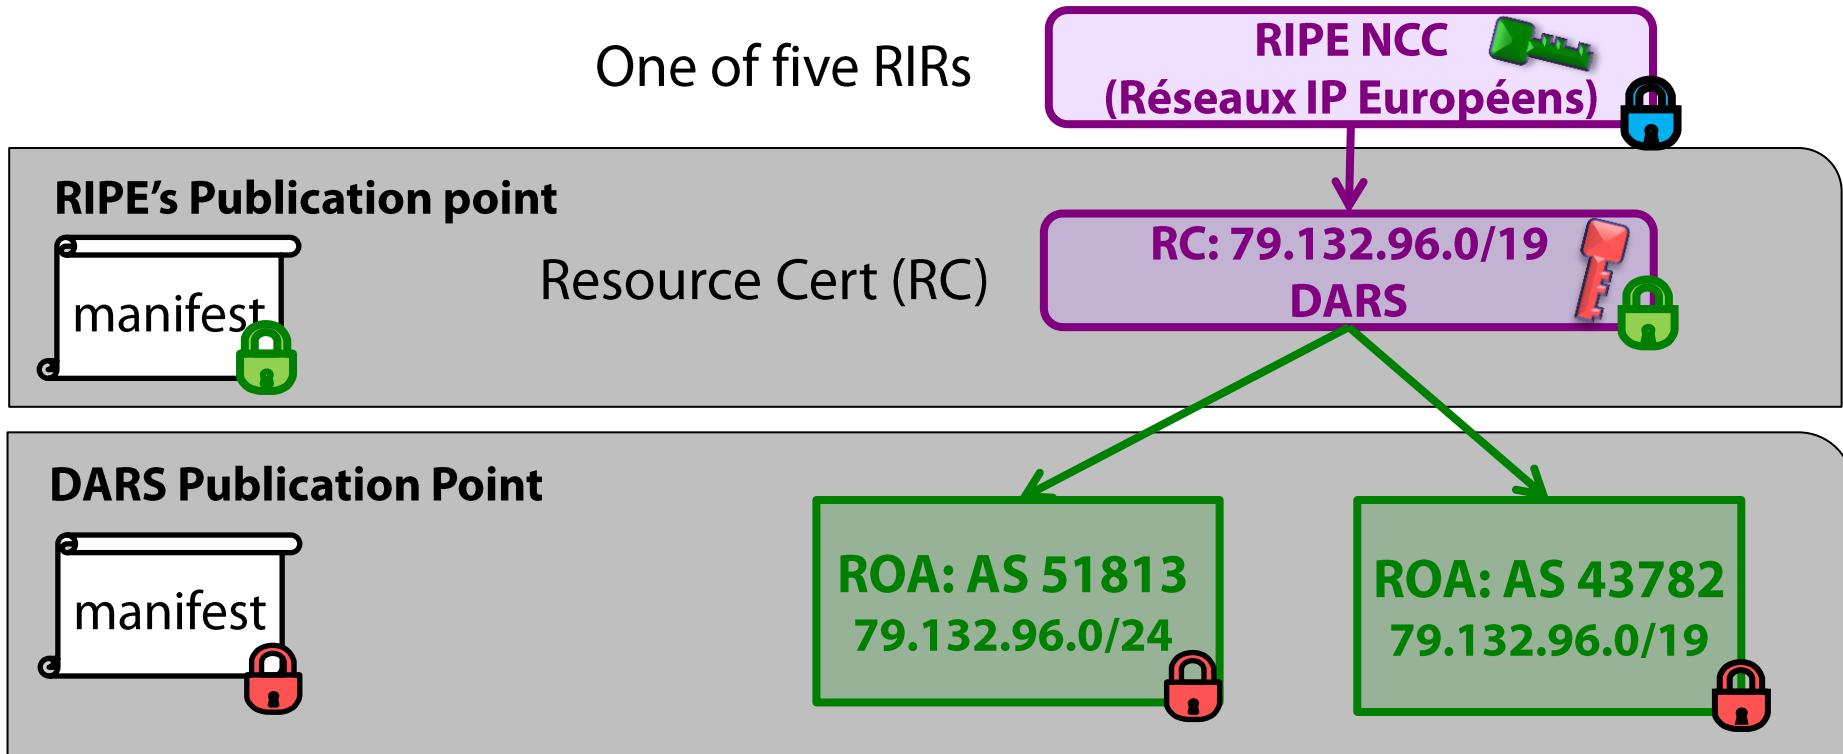 One of five RIRs
RIPE NCC
(Réseaux IP Européens)
RIPE's Publication point
manifest
Resource Cert (RC)
RC: 79.132.96.0/19
DARS
DARS Publication Point
manifest
ROA: AS 51813
79.132.96.0/24
ROA: AS 43782
79.132.96.0/19